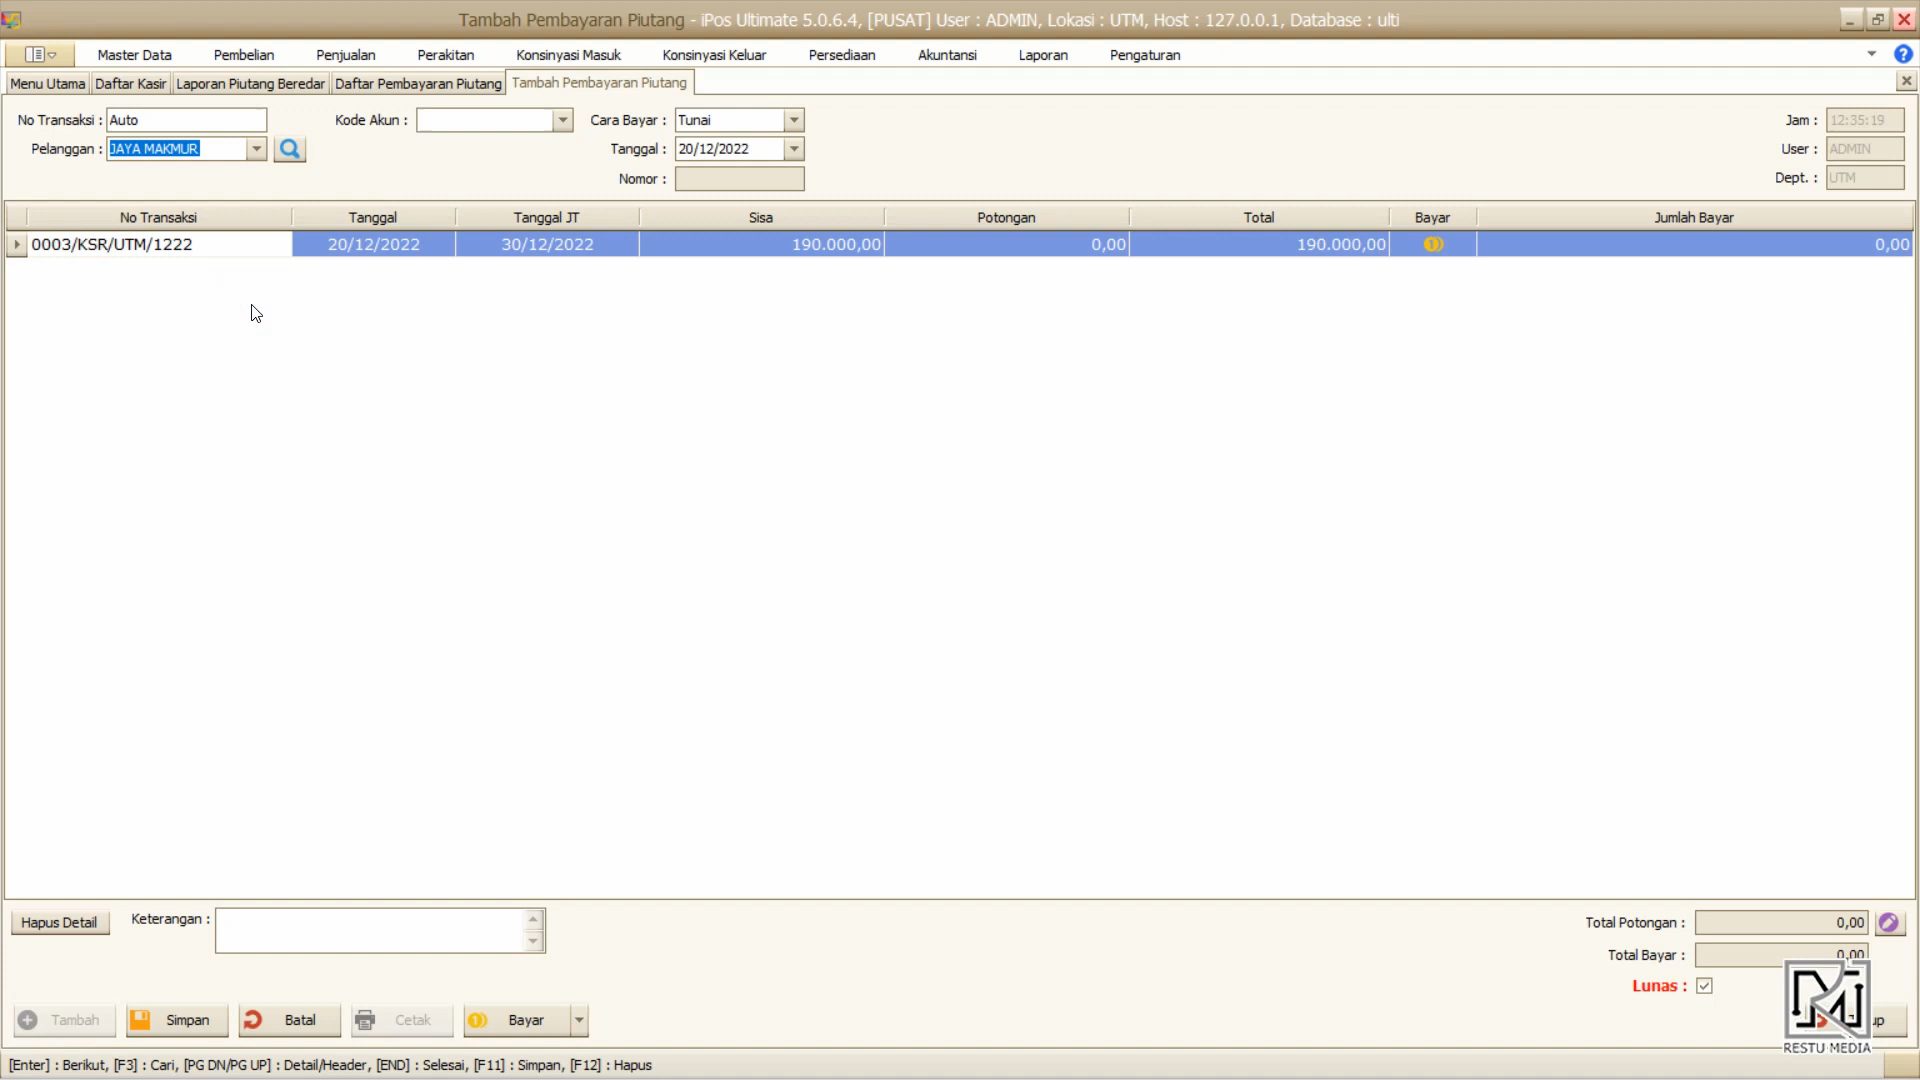 Tambah Pembayaran Piutang - iPos Ultimate 5.0.6.4, [PUSAT] User : ADMIN, Lokasi : UTM, Host : 127.0.0.1, Database : ulti
Master Data Pembelian Penjualan Perakitan Konsinyasi Masuk Konsinyasi Keluar Persediaan Akuntansi Laporan Pengaturan
Menu Utama Daftar Kasir Laporan Piutang Beredar Daftar Pembayaran Piutang Tambah Pembayaran Piutang
No Transaksi : Auto Kode Akun : Cara Bayar : Tunai Jam : 12:35:19
Pelanggan : JAYA MAKMUR Tanggal : 20/12/2022 User : ADMIN
Nomor : Dept. : UTM
No Transaksi Tanggal Tanggal JT Sisa Potongan Total Bayar Jumlah Bayar
0003/KSR/UTM/1222 20/12/2022 30/12/2022 190.000,00 0,00 190.000,00 0,00
Hapus Detail Keterangan : Total Potongan : 0,00
Total Bayar : 0,00
Lunas :
Tambah Simpan Batal Cetak Bayar
RESTU MEDIA
[Enter] : Berikut, [F3] : Cari, [PG DN/PG UP] : Detail/Header, [END] : Selesai, [F11] : Simpan, [F12] : Hapus